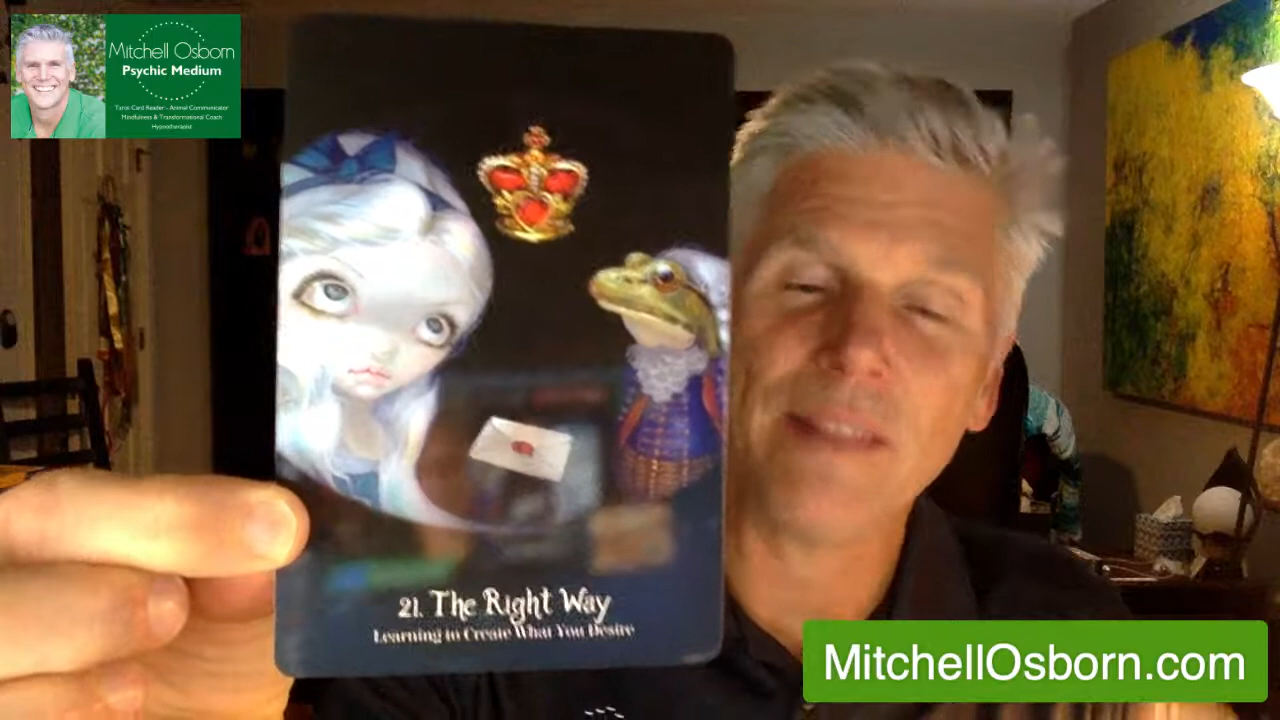 Mitchell Osborn
Psychic Medium
Tarot Card Reader - Animal Communicator
Mindfulness & Transformational Coach
Hypnotherapist
21. The Right Way
Learning to Create What You Desire
MitchellOsborn.com